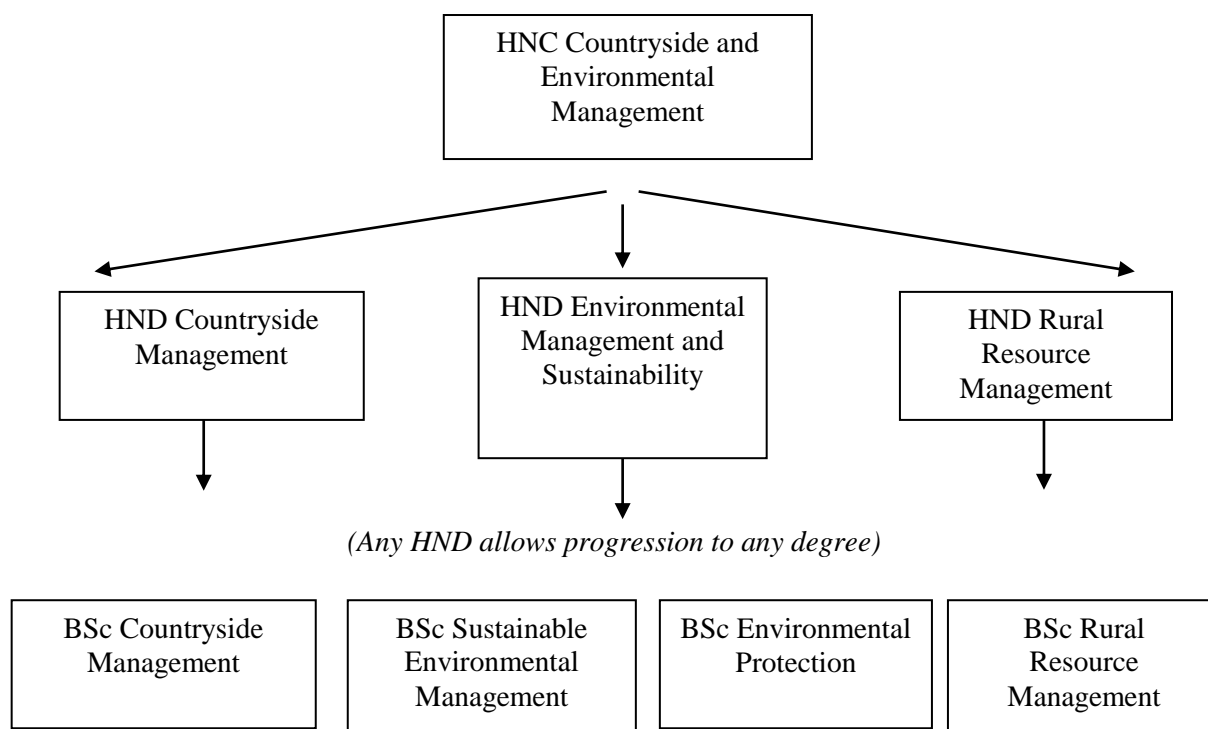 HNC Countryside and
Environmental
Management
HND Countryside
Management
HND Environmental
Management and
Sustainability
HND Rural
Resource
Management
(Any HND allows progression to any degree)
BSc Countryside
Management
BSc Sustainable
Environmental
Management
BSc Environmental
Protection
BSc Rural
Resource
Management